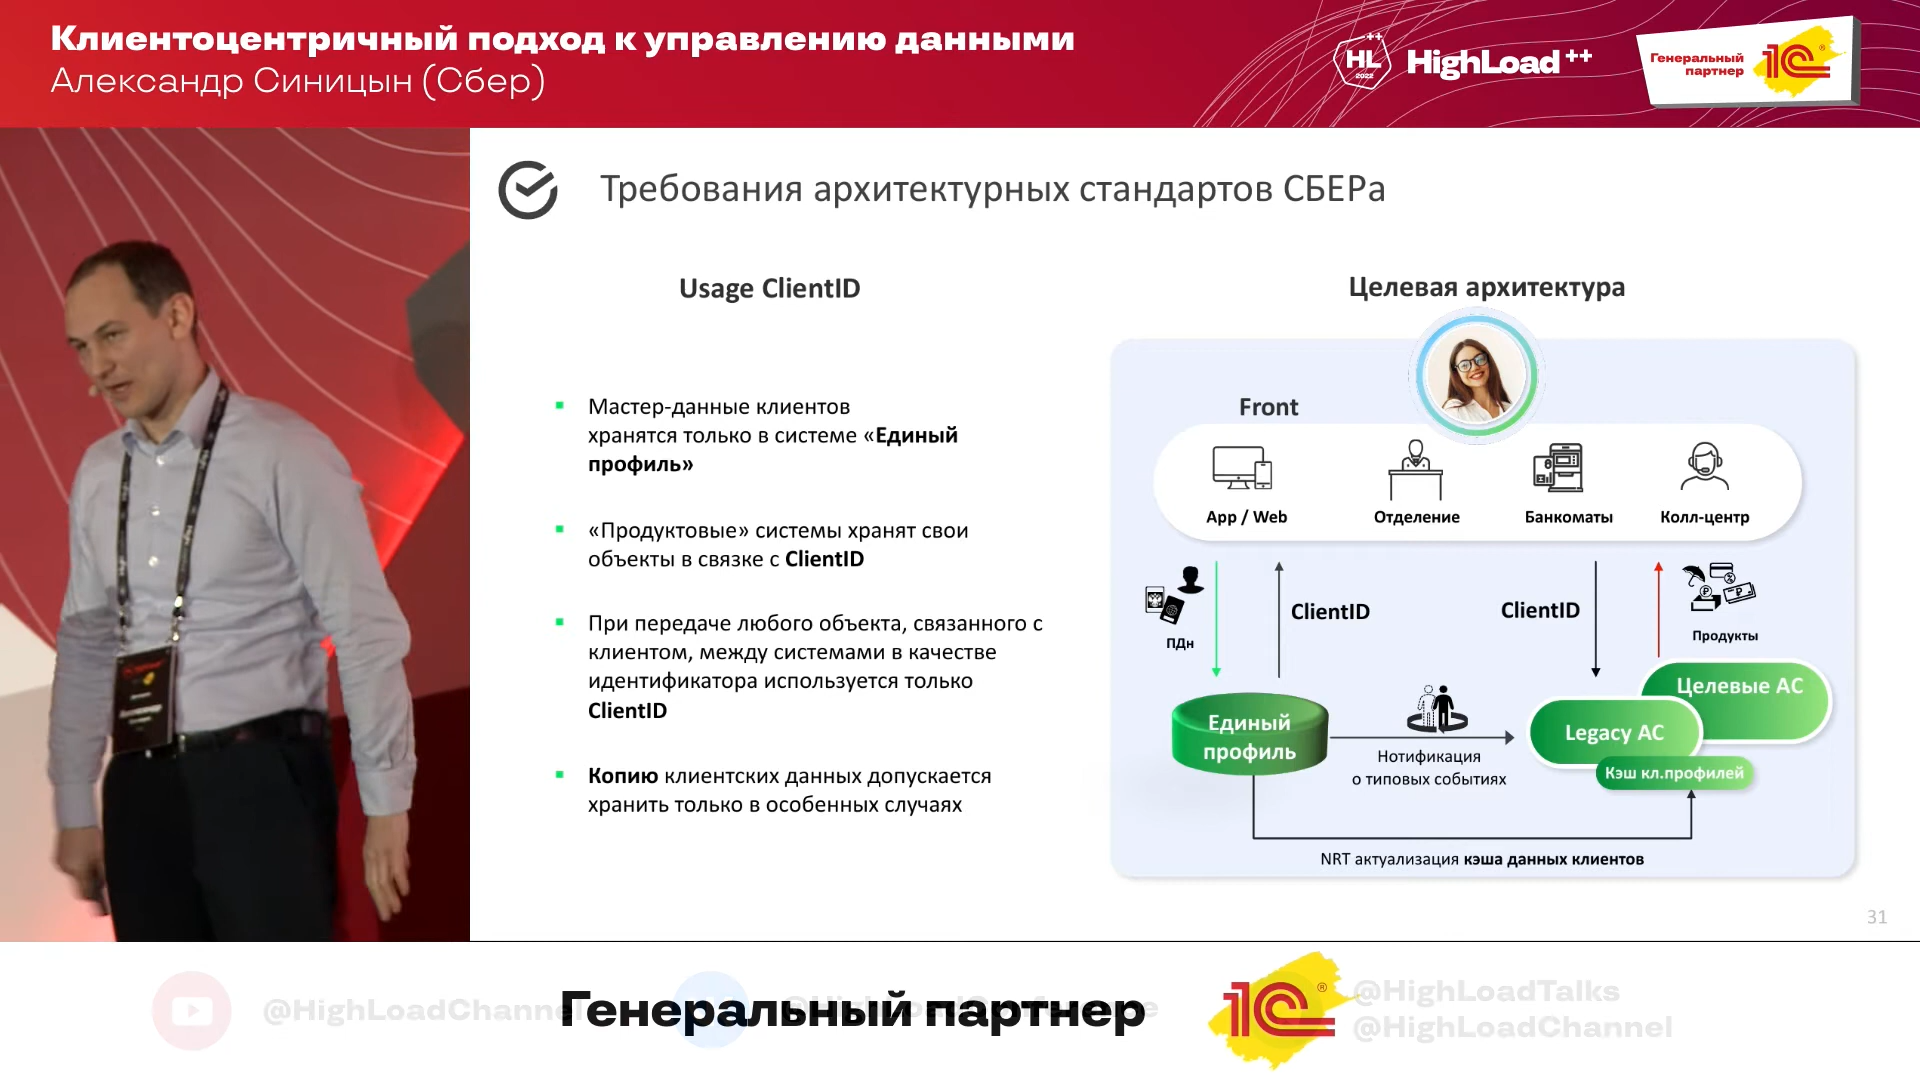 Клиентоцентричный подход к управлению данными
Александр Синицын (Сбер)
HL++
2022
HighLoad++
Генеральный
партнер
1С®
Требования архитектурных стандартов СБЕРа
Usage ClientID
Мастер-данные клиентов
хранятся только в системе «Единый
профиль»
«Продуктовые» системы хранят свои
объекты в связке с ClientID
При передаче любого объекта, связанного с
клиентом, между системами в качестве
идентификатора используется только
ClientID
Копию клиентских данных допускается
хранить только в особенных случаях
Целевая архитектура
Front
App / Web
Отделение
Банкоматы
Колл-центр
ПДн
ClientID
ClientID
Продукты
Единый
профиль
Нотификация
о типовых событиях
Целевые АС
Legacy АС
Кэш кл.профилей
NRT актуализация кэша данных клиентов
31
@HighLoadChannel
Генеральный партнер
1С®
@HighLoadTalks
@HighLoadChannel